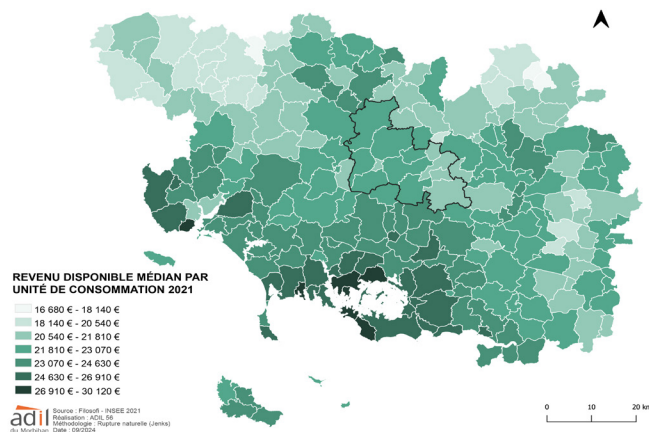 REVENU DISPONIBLE MÉDIAN PAR
UNITÉ DE CONSOMMATION 2021
16 680 € - 18 140 €
18 140 € - 20 540 €
20 540 € - 21 810 €
21 810 € - 23 070 €
23 070 € - 24 630 €
24 630 € - 26 910 €
26 910 € - 30 120 €
adil
du Morbihan
Source : Filosofi - INSEE 2021
Réalisation : ADIL 56
Méthodologie : Rupture naturelle (Jenks)
Date : 09/2024
0 10 20 km